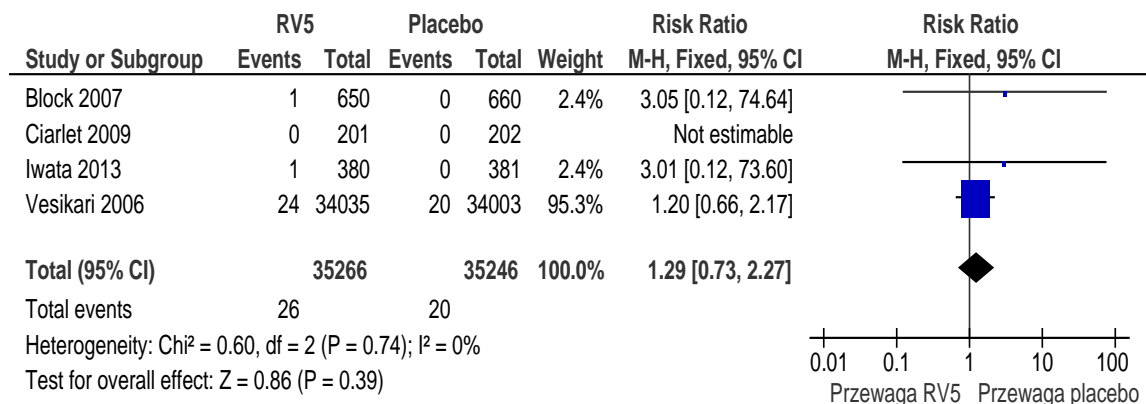 RV5 Placebo Risk Ratio Risk Ratio
Study or Subgroup Events Total Events Total Weight M-H, Fixed, 95% CI M-H, Fixed, 95% CI
Block 2007 1 650 0 660 2.4% 3.05 [0.12, 74.64]
Ciarlet 2009 0 201 0 202 Not estimable
Iwata 2013 1 380 0 381 2.4% 3.01 [0.12, 73.60]
Vesikari 2006 24 34035 20 34003 95.3% 1.20 [0.66, 2.17]
Total (95% CI) 35266 35246 100.0% 1.29 [0.73, 2.27]
Total events 26 20
Heterogeneity: Chi² = 0.60, df = 2 (P = 0.74); I² = 0%
Test for overall effect: Z = 0.86 (P = 0.39)
0.01 0.1 1 10 100
Przewaga RV5 Przewaga placebo